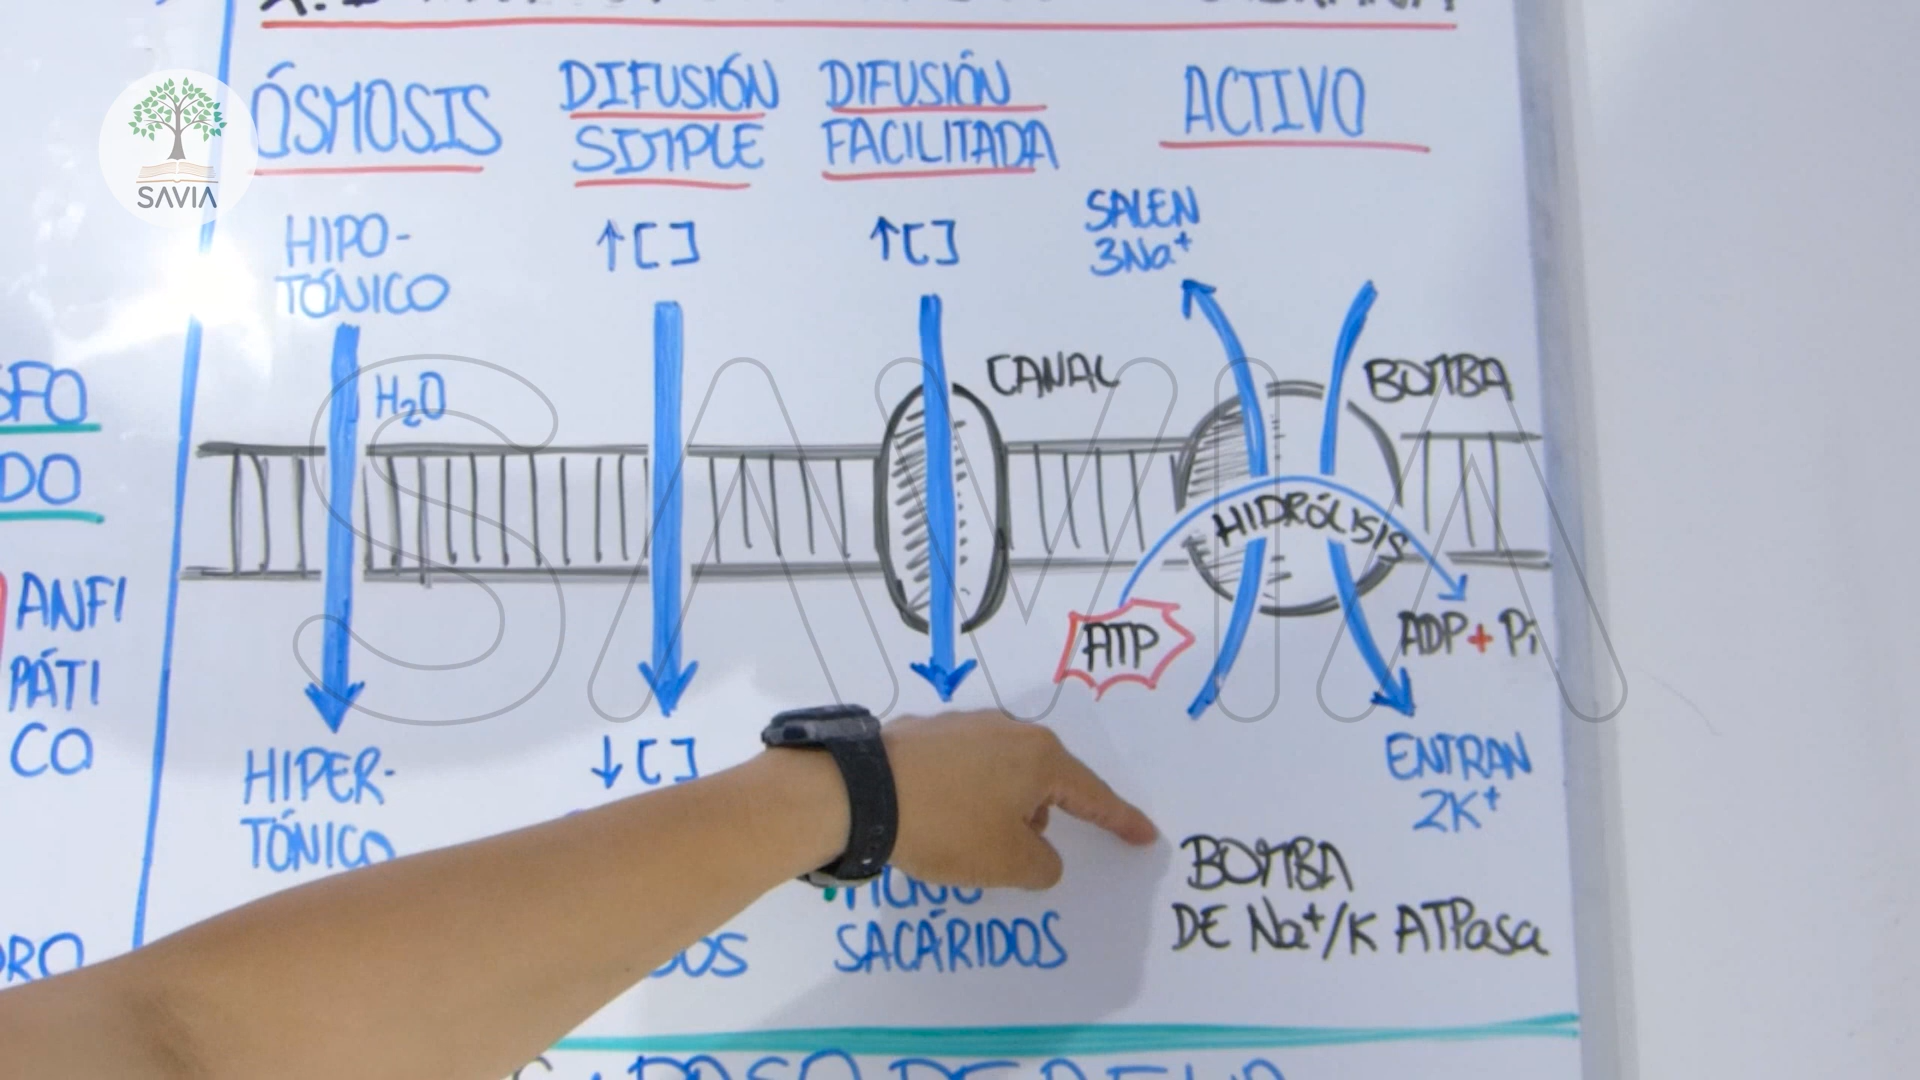 SAVIA
ÓSMOSIS
DIFUSIÓN
SIMPLE
DIFUSIÓN
FACILITADA
ACTIVO
HIPO-
TÓNICO
↑[ ]
↑[ ]
SALEN
3Na⁺
H₂O
CANAL
BOMBA
HIDRÓLISIS
ATP
ADP + Pi
HIPER-
TÓNICO
↓[ ]
ENTRAN
2K⁺
SACÁRIDOS
BOMBA
DE Na⁺/K ATPasa
ANFI
PÁTI
CO
SAVIA